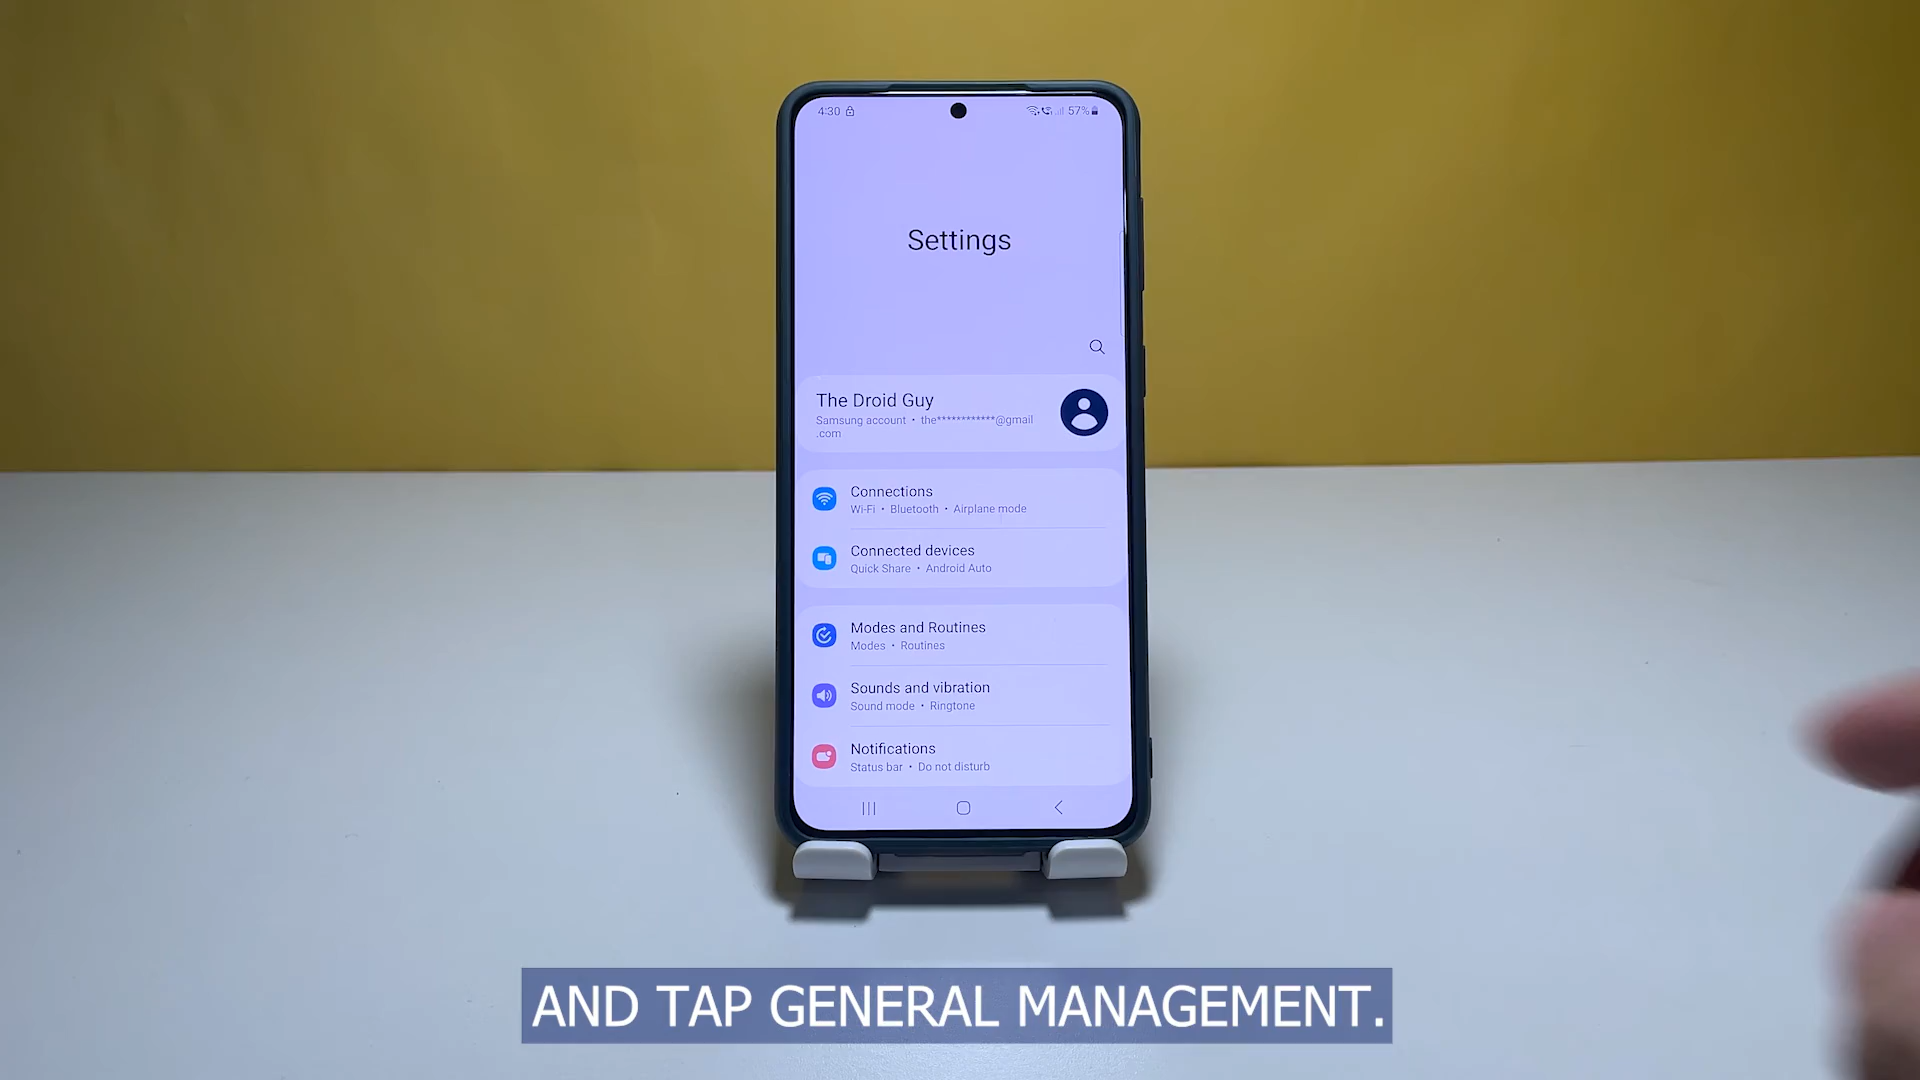 4:30
57%
Settings
The Droid Guy
Samsung account • the************@gmail
.com
Connections
Wi-Fi • Bluetooth • Airplane mode
Connected devices
Quick Share • Android Auto
Modes and Routines
Modes • Routines
Sounds and vibration
Sound mode • Ringtone
Notifications
Status bar • Do not disturb
AND TAP GENERAL MANAGEMENT.